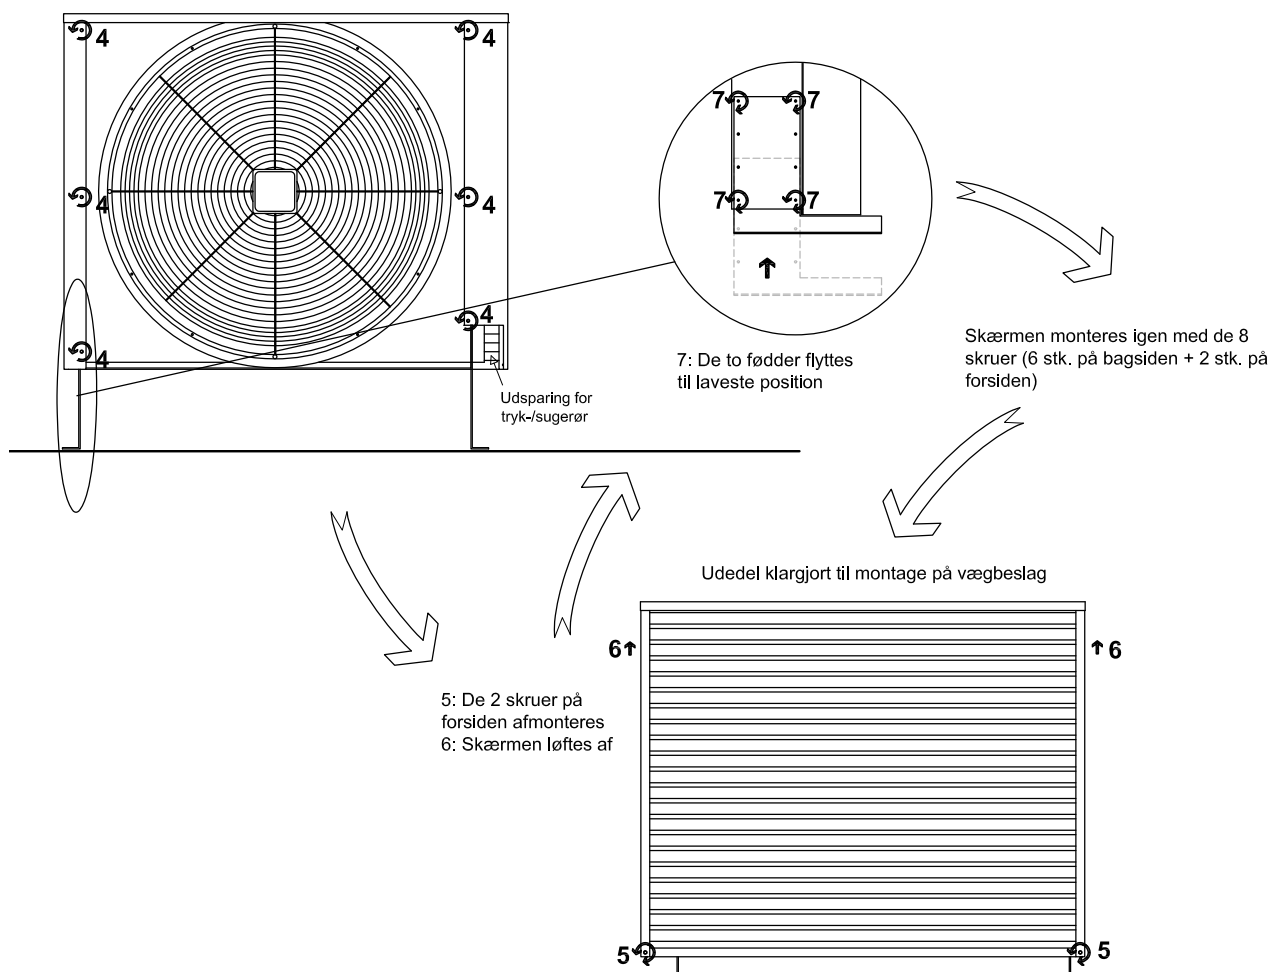 4
4
4
4
4
4
Udsparing for
tryk-/sugerør
7
7
7
7
7: De to fødder flyttes
til laveste position
Skærmen monteres igen med de 8
skruer (6 stk. på bagsiden + 2 stk. på
forsiden)
5: De 2 skruer på
forsiden afmonteres
6: Skærmen løftes af
Udedel klargjort til montage på vægbeslag
6
6
5
5